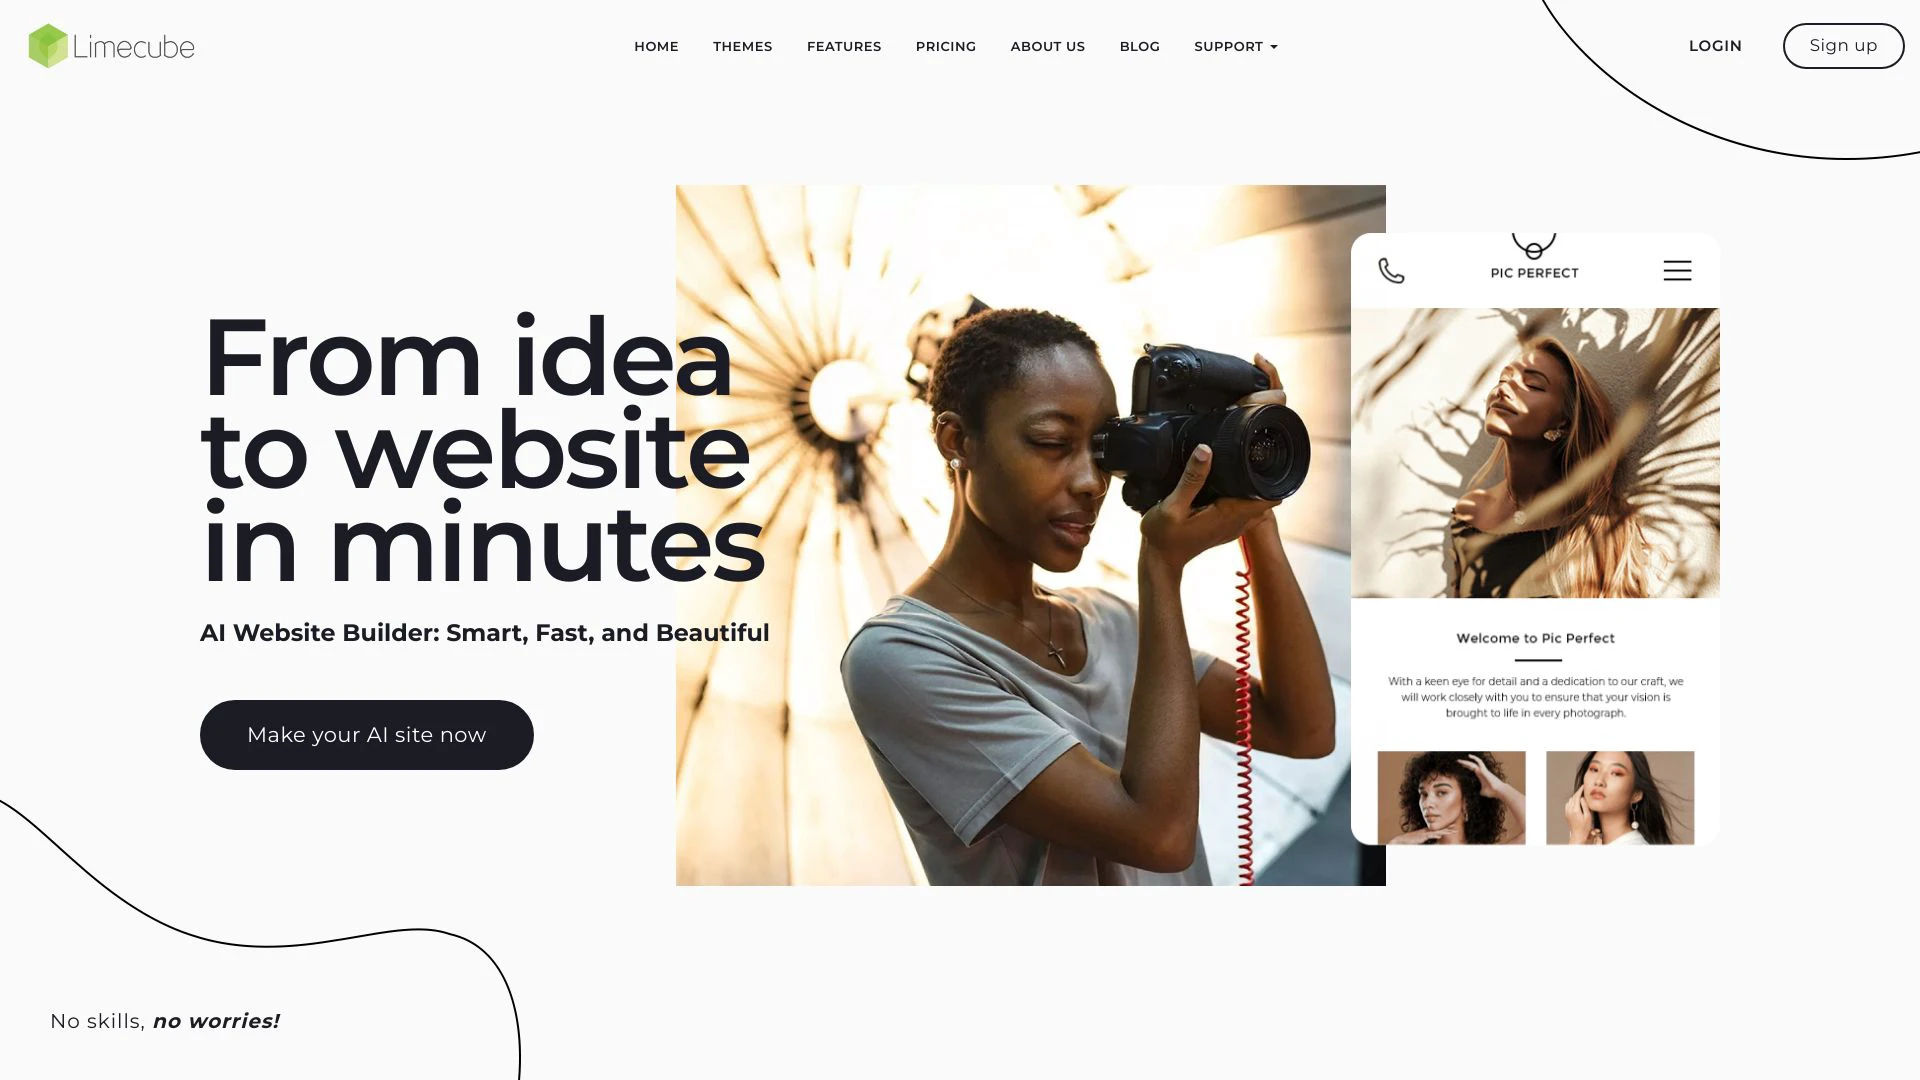 Limecube
HOME THEMES FEATURES PRICING ABOUT US BLOG SUPPORT
LOGIN
Sign up
From idea
to website
in minutes
AI Website Builder: Smart, Fast, and Beautiful
Make your AI site now
PIC PERFECT
Welcome to Pic Perfect
With a keen eye for detail and a dedication to our craft, we
will work closely with you to ensure that your vision is
brought to life in every photograph.
No skills, no worries!